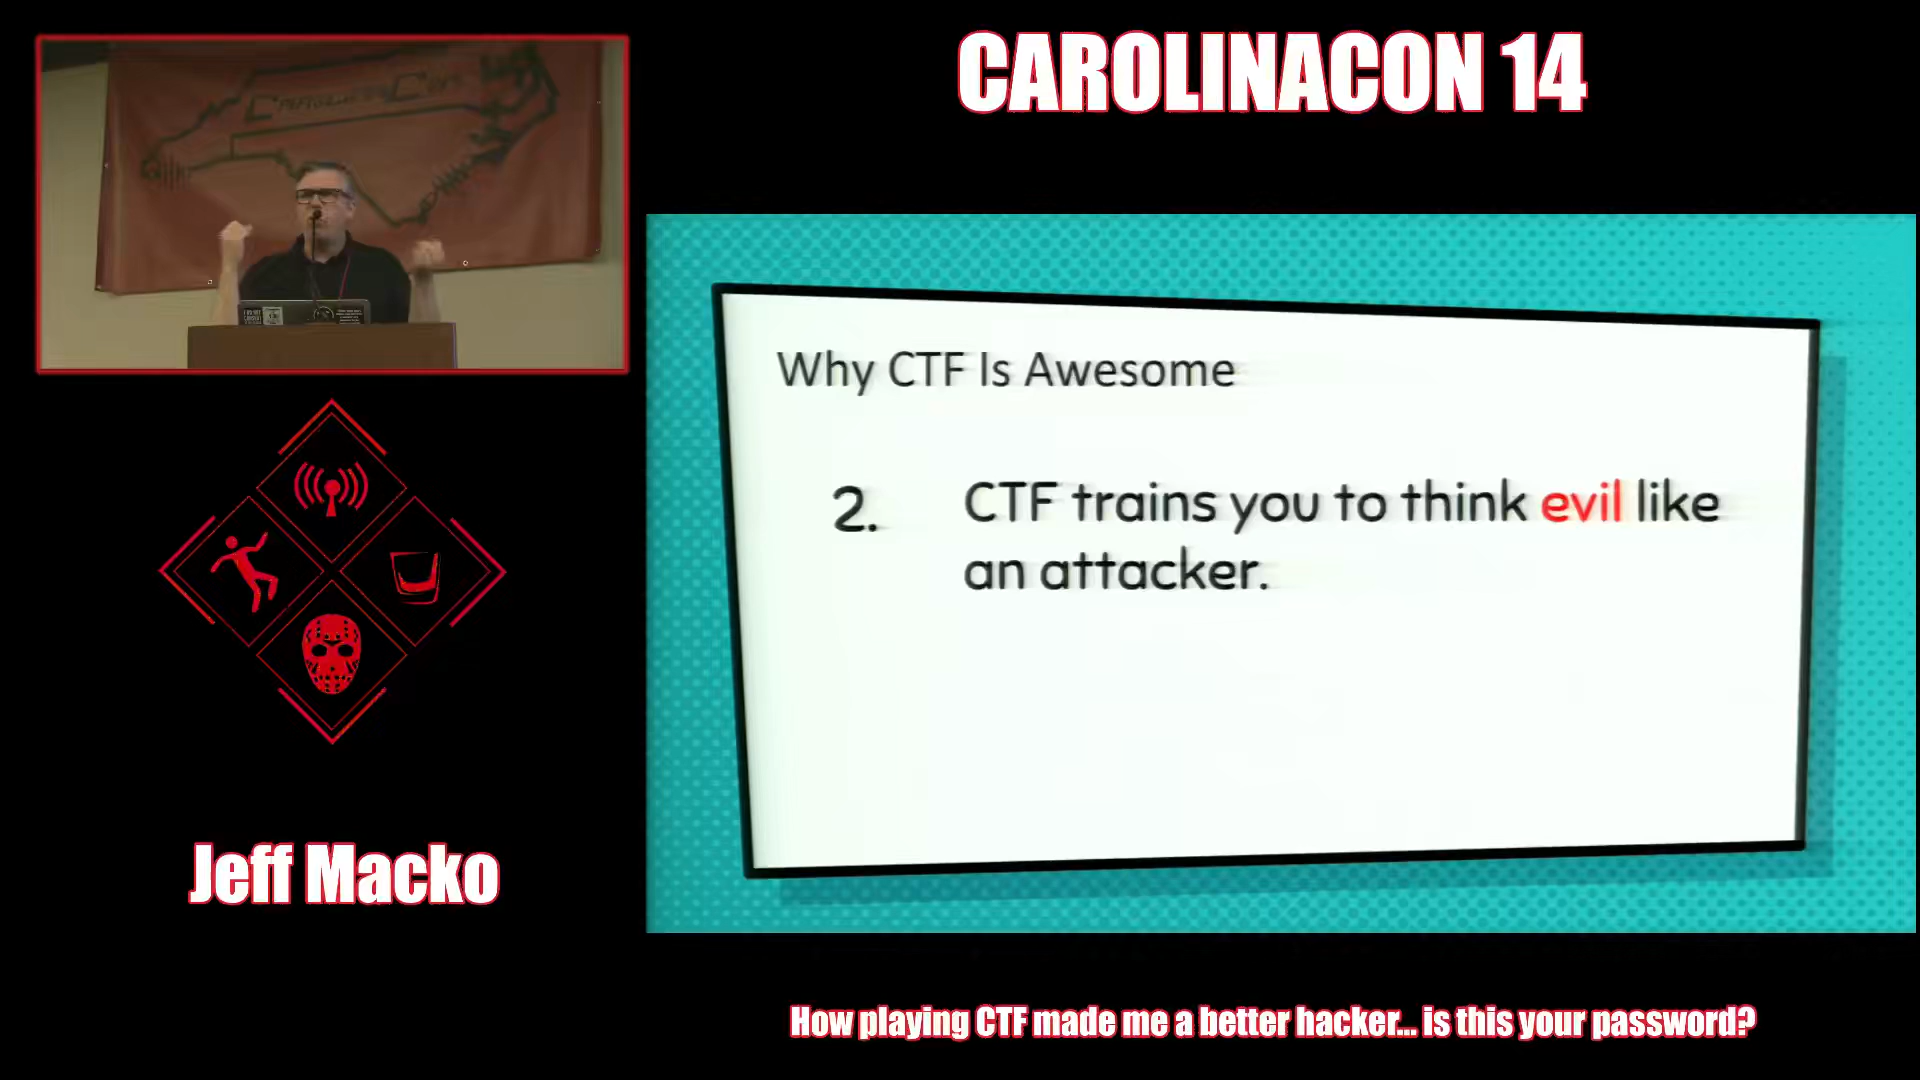 CAROLINACON 14
CarolinaCon
Why CTF Is Awesome
2. CTF trains you to think evil like
an attacker.
Jeff Macko
How playing CTF made me a better hacker... is this your password?